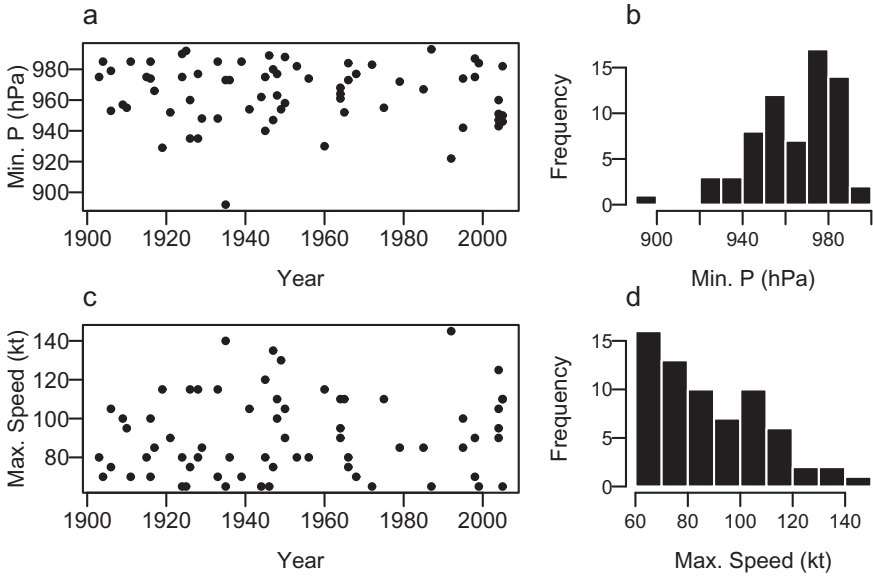 a
Min. P (hPa)
980
960
940
920
900
1900 1920 1940 1960 1980 2000
Year
b
Frequency
15
10
5
0
900 940 980
Min. P (hPa)
c
Max. Speed (kt)
140
120
100
80
1900 1920 1940 1960 1980 2000
Year
d
Frequency
15
10
5
0
60 80 100 120 140
Max. Speed (kt)